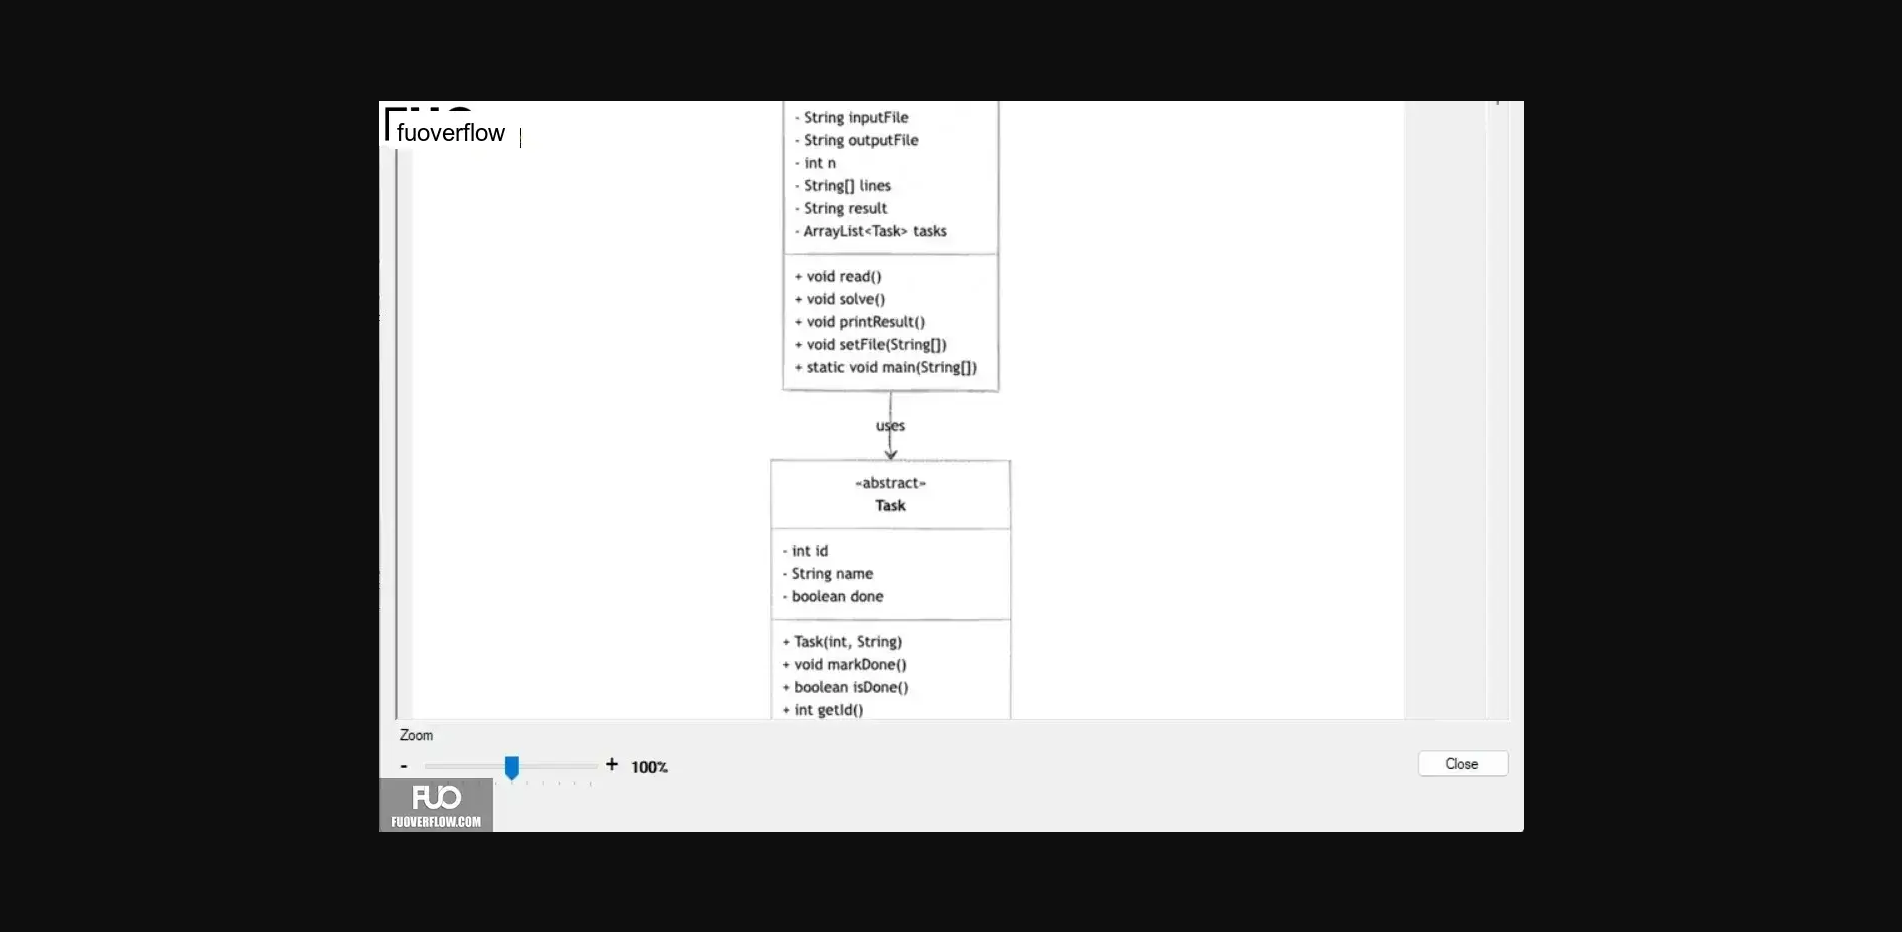 fuoverflow
- String inputFile
- String outputFile
- int n
- String[] lines
- String result
- ArrayList<Task> tasks
+ void read()
+ void solve()
+ void printResult()
+ void setFile(String[])
+ static void main(String[])
uses
«abstract»
Task
- int id
- String name
- boolean done
+ Task(int, String)
+ void markDone()
+ boolean isDone()
+ int getId()
Zoom
- + 100%
Close
FUO
FUOVERFLOW.COM